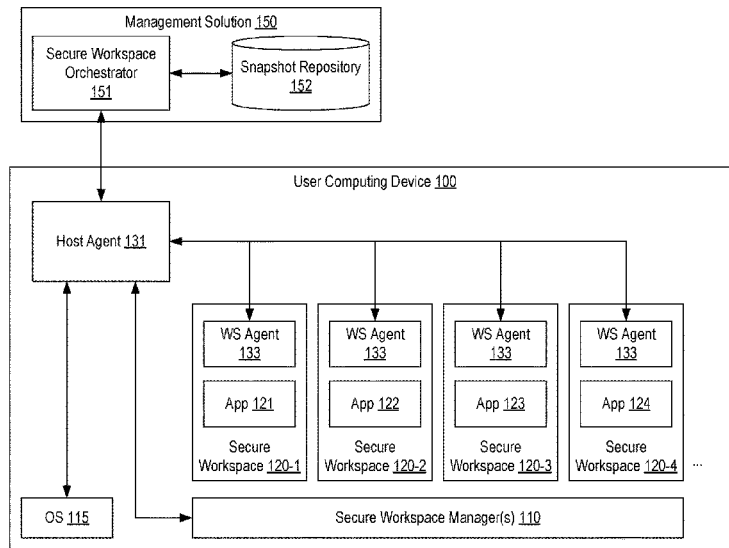 Management Solution 150
Secure Workspace
Orchestrator
151
Snapshot Repository
152
User Computing Device 100
Host Agent 131
WS Agent
133
WS Agent
133
WS Agent
133
WS Agent
133
App 121
App 122
App 123
App 124
Secure
Workspace 120-1
Secure
Workspace 120-2
Secure
Workspace 120-3
Secure
Workspace 120-4
...
OS 115
Secure Workspace Manager(s) 110